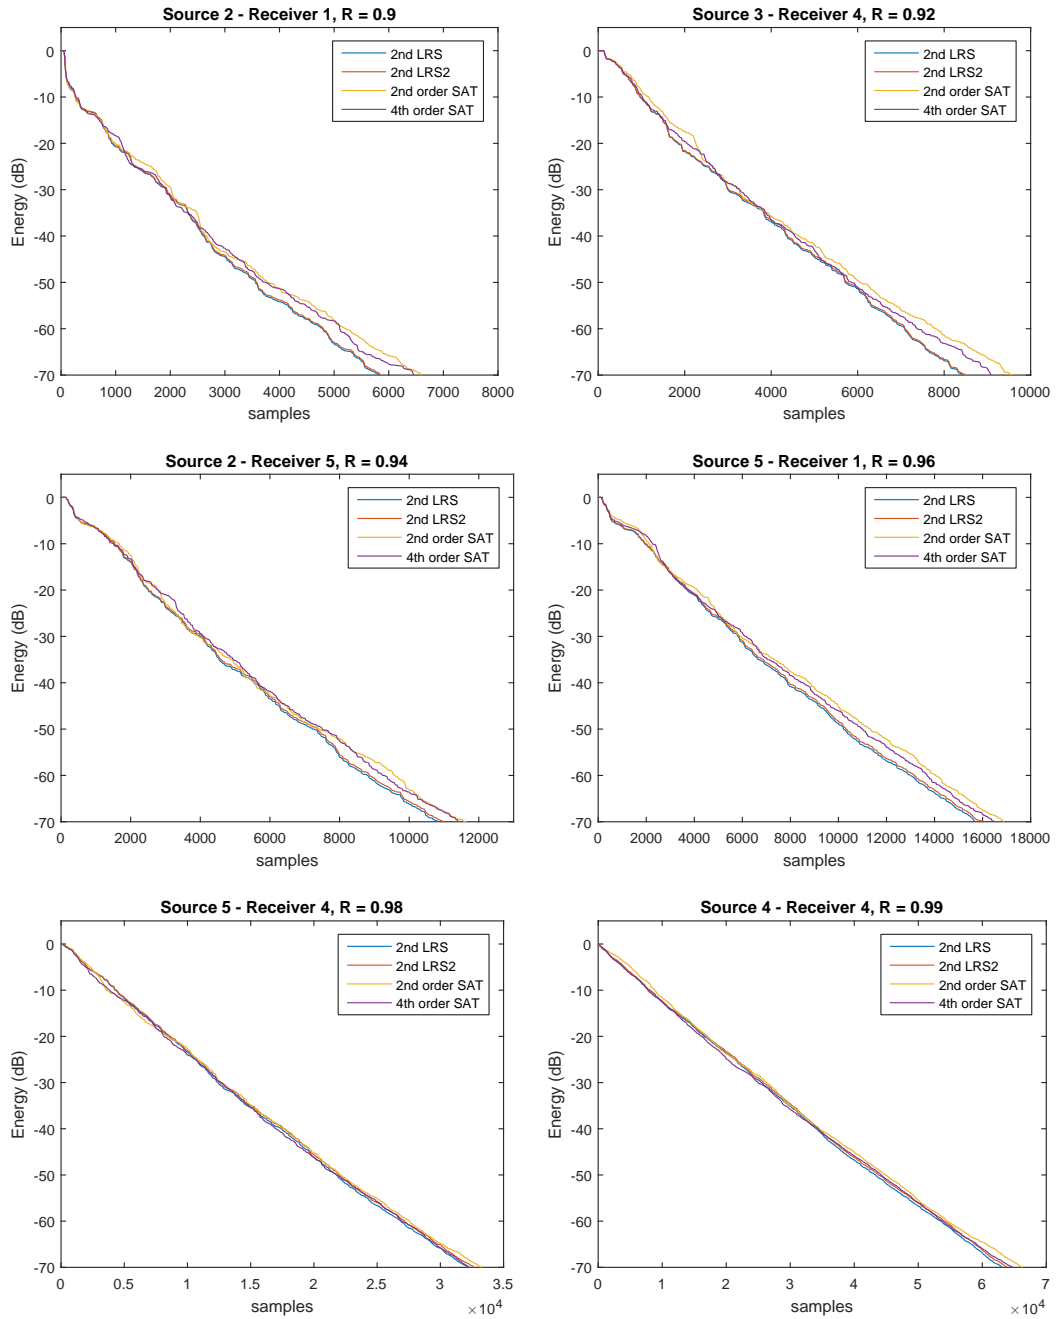 Source 2 - Receiver 1, R = 0.9
Energy (dB)
0
-10
-20
-30
-40
-50
-60
-70
2nd LRS
2nd LRS2
2nd order SAT
4th order SAT
0 1000 2000 3000 4000 5000 6000 7000 8000
samples
Source 3 - Receiver 4, R = 0.92
Energy (dB)
0
-10
-20
-30
-40
-50
-60
-70
2nd LRS
2nd LRS2
2nd order SAT
4th order SAT
0 2000 4000 6000 8000 10000
samples
Source 2 - Receiver 5, R = 0.94
Energy (dB)
0
-10
-20
-30
-40
-50
-60
-70
2nd LRS
2nd LRS2
2nd order SAT
4th order SAT
0 2000 4000 6000 8000 10000 12000
samples
Source 5 - Receiver 1, R = 0.96
Energy (dB)
0
-10
-20
-30
-40
-50
-60
-70
2nd LRS
2nd LRS2
2nd order SAT
4th order SAT
0 2000 4000 6000 8000 10000 12000 14000 16000 18000
samples
Source 5 - Receiver 4, R = 0.98
Energy (dB)
0
-10
-20
-30
-40
-50
-60
-70
2nd LRS
2nd LRS2
2nd order SAT
4th order SAT
0 0.5 1 1.5 2 2.5 3 3.5
samples
×10^4
Source 4 - Receiver 4, R = 0.99
Energy (dB)
0
-10
-20
-30
-40
-50
-60
-70
2nd LRS
2nd LRS2
2nd order SAT
4th order SAT
0 1 2 3 4 5 6 70
samples
×10^4